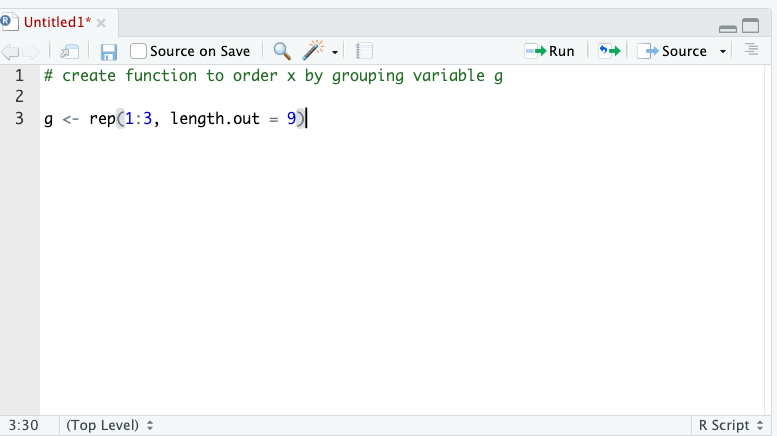 R Untitled1*
Source on Save Run Source
1 # create function to order x by grouping variable g
2
3 g <- rep(1:3, length.out = 9)
3:30 (Top Level) R Script